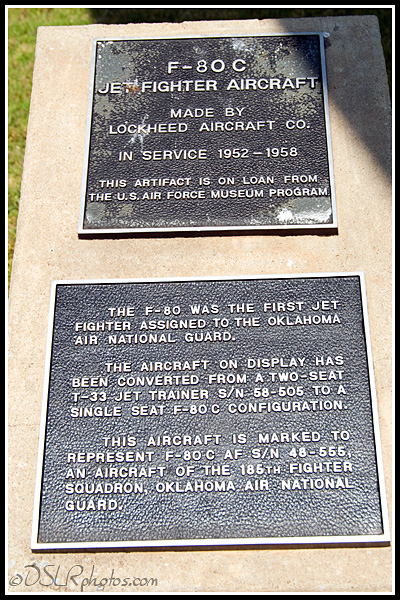 F-80C
JET FIGHTER AIRCRAFT
MADE BY
LOCKHEED AIRCRAFT CO.
IN SERVICE 1952-1958
THIS ARTIFACT IS ON LOAN FROM
THE U.S. AIR FORCE MUSEUM PROGRAM.
THE F-80 WAS THE FIRST JET
FIGHTER ASSIGNED TO THE OKLAHOMA
AIR NATIONAL GUARD.
THE AIRCRAFT ON DISPLAY HAS
BEEN CONVERTED FROM A TWO-SEAT
T-33 JET TRAINER S/N 58-505 TO A
SINGLE SEAT F-80C CONFIGURATION.
THIS AIRCRAFT IS MARKED TO
REPRESENT F-80C AF S/N 48-555,
AN AIRCRAFT OF THE 185TH FIGHTER
SQUADRON, OKLAHOMA AIR NATIONAL
GUARD.
©DSLRphotos.com